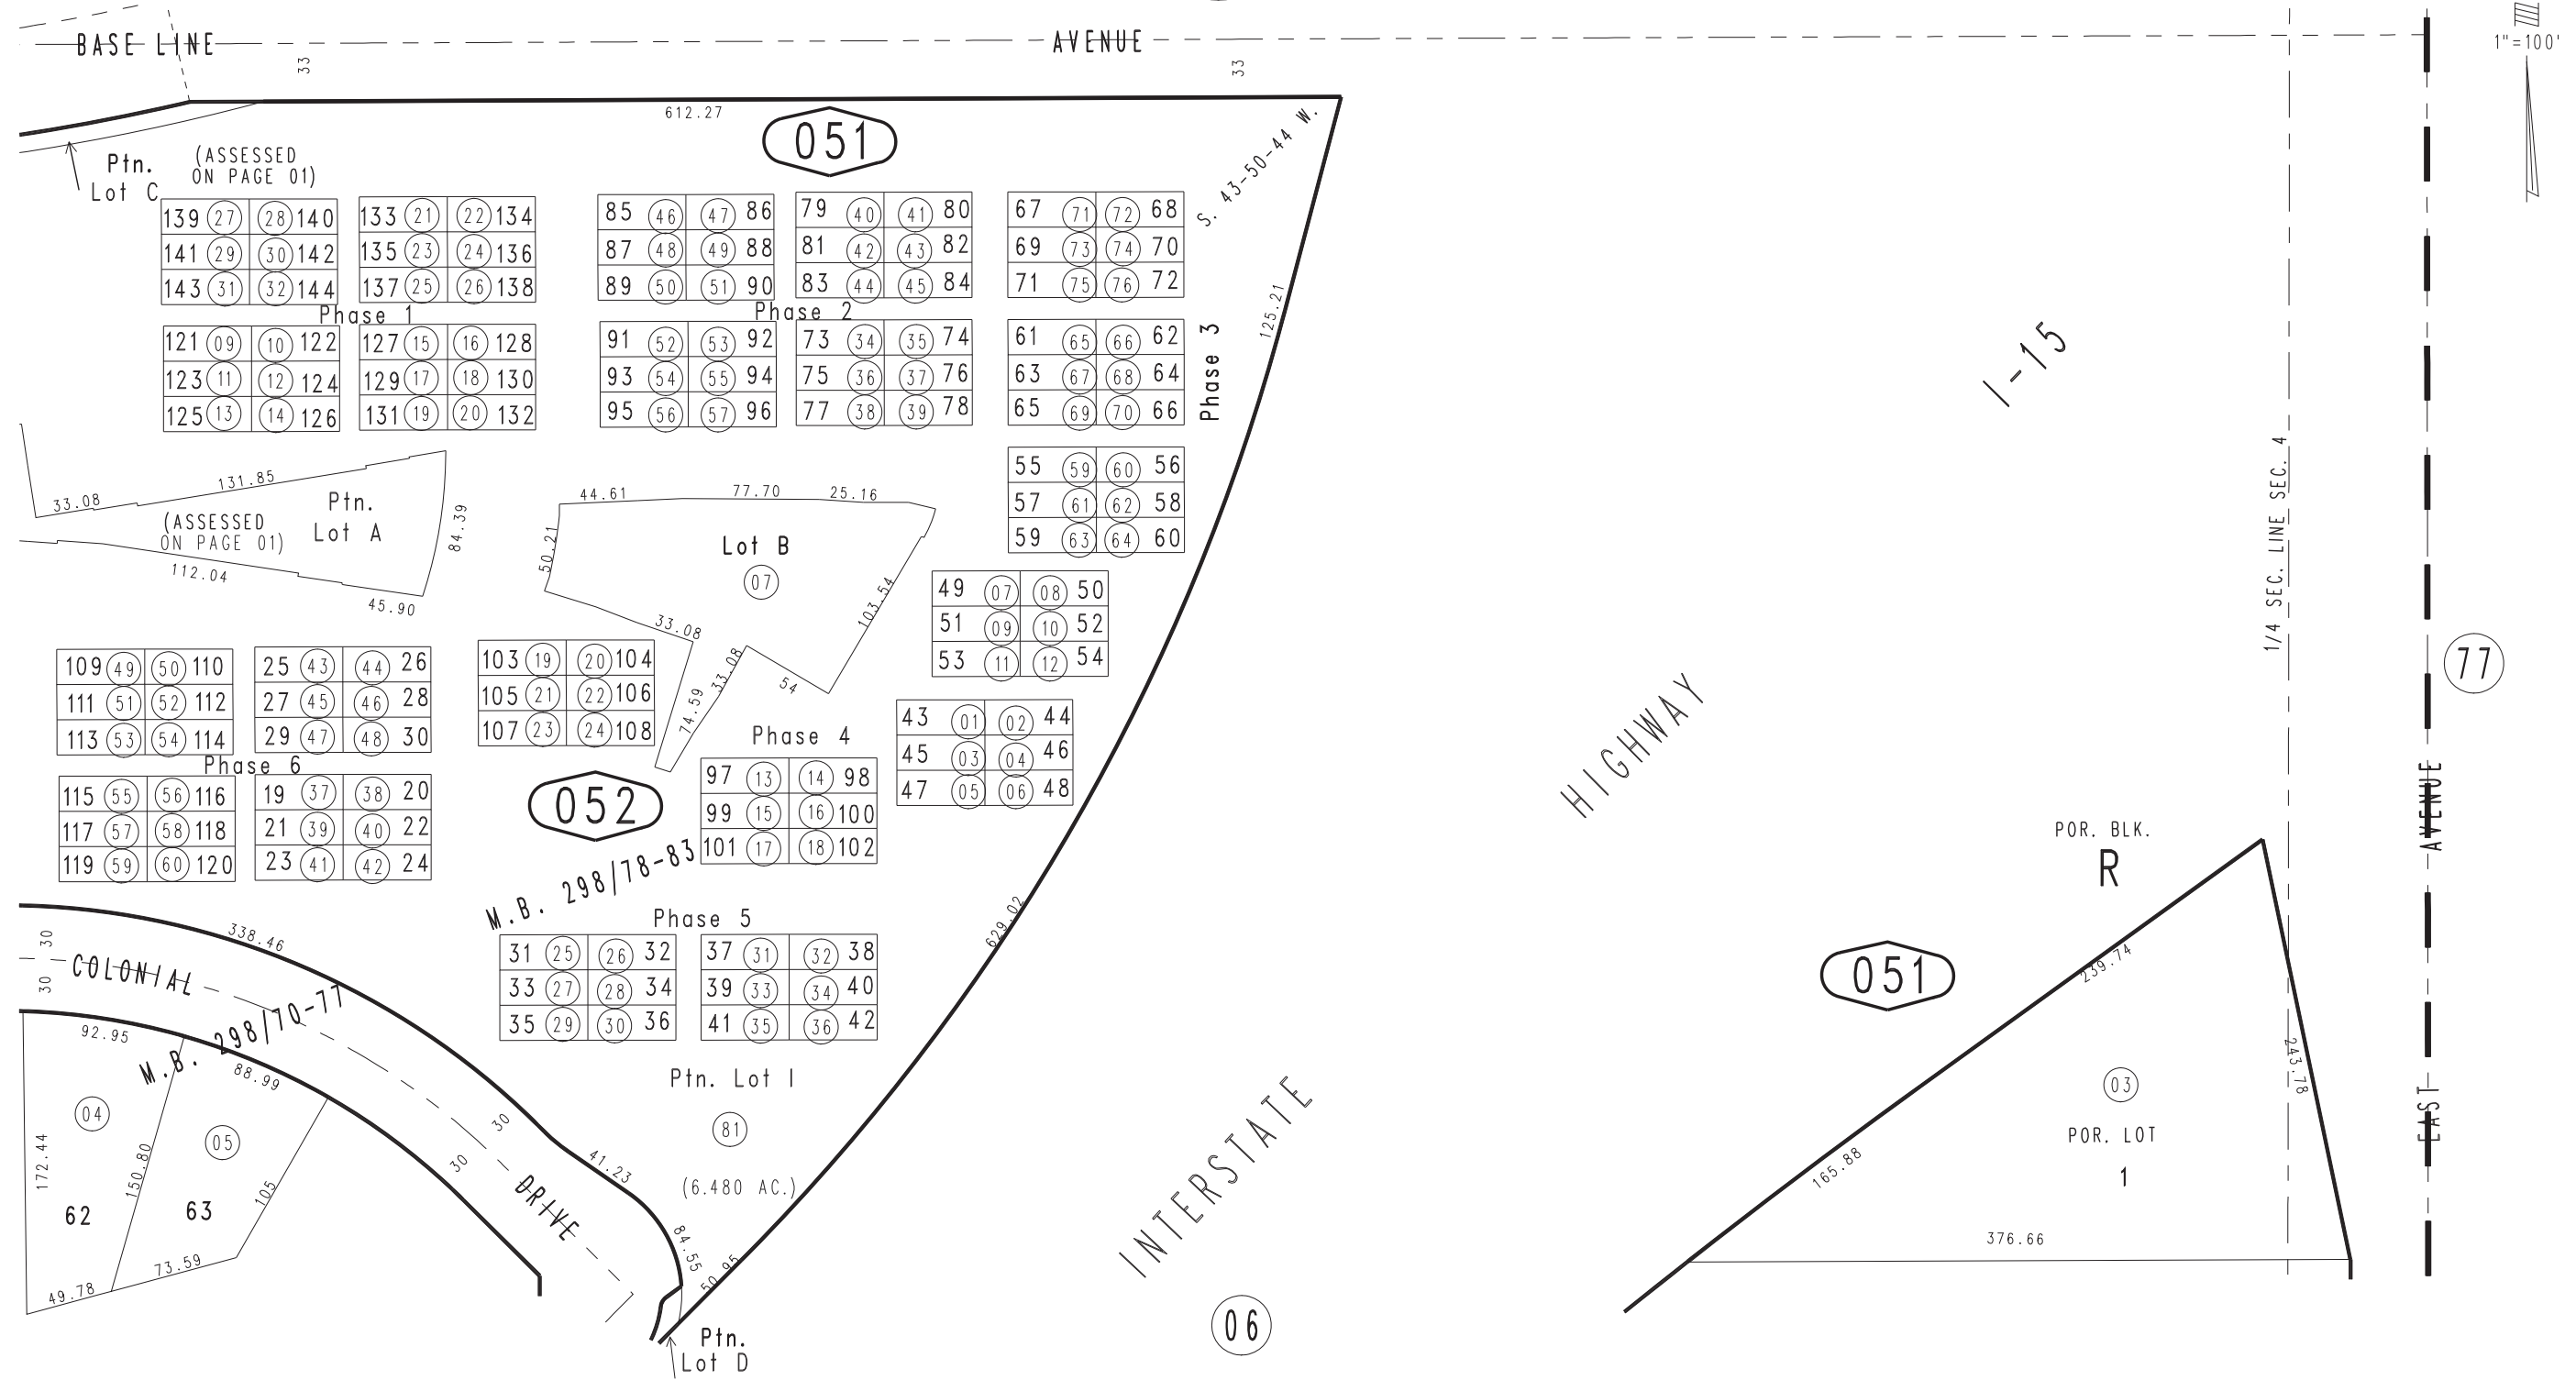 BASE LINE
AVENUE
1"=100'
33
33
612.27
051
S. 43-50-44 W.
Ptn.
Lot C
(ASSESSED
ON PAGE 01)
139 27 28 140
141 29 30 142
143 31 32 144
133 21 22 134
135 23 24 136
137 25 26 138
Phase 1
121 09 10 122
123 11 12 124
125 13 14 126
127 15 16 128
129 17 18 130
131 19 20 132
85 46 47 86
87 48 49 88
89 50 51 90
79 40 41 80
81 42 43 82
83 44 45 84
Phase 2
91 52 53 92
93 54 55 94
95 56 57 96
73 34 35 74
75 36 37 76
77 38 39 78
67 71 72 68
69 73 74 70
71 75 76 72
Phase 3
61 65 66 62
63 67 68 64
65 69 70 66
55 59 60 56
57 61 62 58
59 63 64 60
125.21
I-15
1/4 SEC. LINE SEC. 4
33.08
131.85
Ptn.
Lot A
(ASSESSED
ON PAGE 01)
84.39
112.04
45.90
44.61
77.70
25.16
50.21
Lot B
07
103.54
33.08
33.08
74.59
54
49 07 08 50
51 09 10 52
53 11 12 54
43 01 02 44
45 03 04 46
47 05 06 48
109 49 50 110
111 51 52 112
113 53 54 114
25 43 44 26
27 45 46 28
29 47 48 30
Phase 6
115 55 56 116
117 57 58 118
119 59 60 120
19 37 38 20
21 39 40 22
23 41 42 24
103 19 20 104
105 21 22 106
107 23 24 108
Phase 4
97 13 14 98
99 15 16 100
101 17 18 102
052
M.B. 298/78-83
Phase 5
31 25 26 32
33 27 28 34
35 29 30 36
37 31 32 38
39 33 34 40
41 35 36 42
629.02
HIGHWAY
77
EAST AVENUE
POR. BLK.
R
051
239.74
243.78
03
POR. LOT
1
165.88
376.66
338.46
30
30
COLONIAL
M.B. 298/70-77
92.95
88.99
04
05
172.44
150.80
105
62
63
49.78
73.59
30
30
DRIVE
41.23
84.55
50.95
Ptn. Lot I
81
(6.480 AC.)
INTERSTATE
06
Ptn.
Lot D